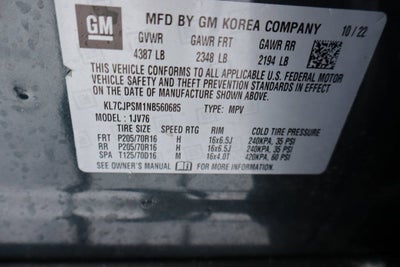 GM MFD BY GM KOREA COMPANY 10/22
GVWR GAWR FRT GAWR RR
4387 LB 2348 LB 2194 LB
THIS VEHICLE CONFORMS TO ALL APPLICABLE U.S. FEDERAL MOTOR
VEHICLE SAFETY AND THEFT PREVENTION STANDARDS IN EFFECT ON
THE DATE OF MANUFACTURE SHOWN ABOVE.
KL7CJPSM1NB560685 TYPE: MPV
MODEL: 1JV76
TIRE SIZE SPEED RTG RIM COLD TIRE PRESSURE
FRT P205/70R16 H 16x6.5J 240KPA, 35 PSI
RR P205/70R16 H 16x6.5J 240KPA, 35 PSI
SPA T125/70D16 M 16x4.0T 420KPA, 60 PSI
SEE OWNER'S MANUAL FOR ADDITIONAL INFORMATION